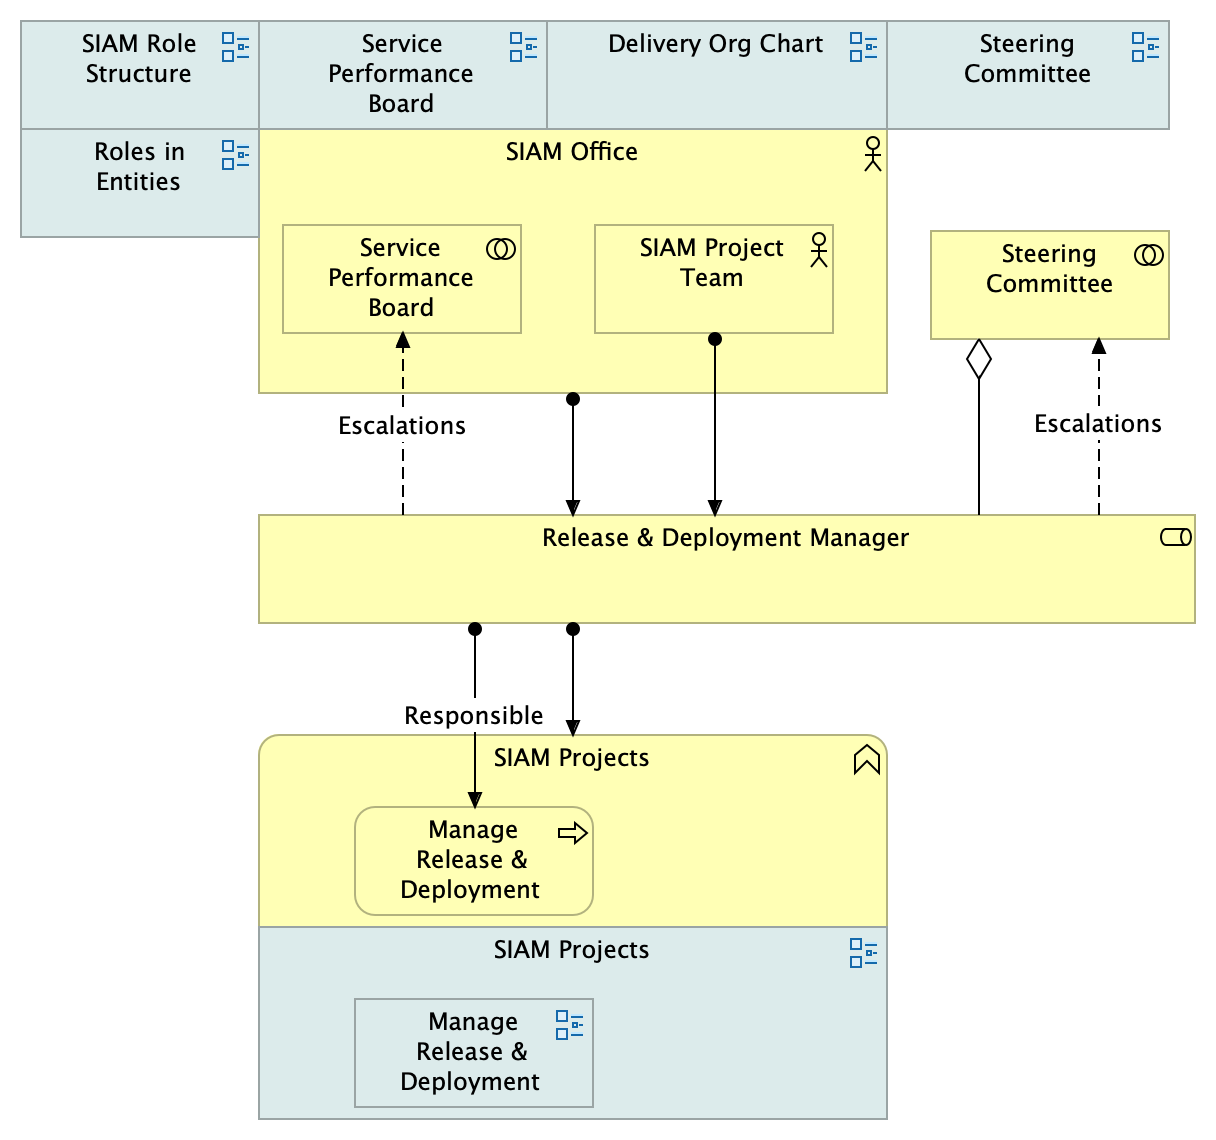 SIAM Role
Structure
Service
Performance
Board
Delivery Org Chart
Steering
Committee
Roles in
Entities
SIAM Office
Service
Performance
Board
SIAM Project
Team
Steering
Committee
Escalations
Escalations
Release & Deployment Manager
Responsible
SIAM Projects
Manage
Release &
Deployment
SIAM Projects
Manage
Release &
Deployment